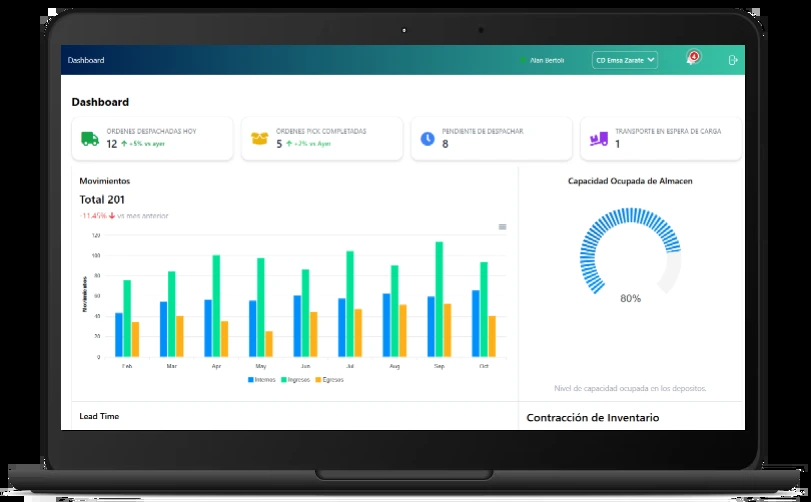 Dashboard
Alan Bertoli
CD Emsa Zarate
4
Dashboard
ORDENES DESPACHADAS HOY
12 +5% vs ayer
ORDENES PICK COMPLETADAS
5 +2% vs Ayer
PENDIENTE DE DESPACHAR
8
TRANSPORTE EN ESPERA DE CARGA
1
Movimientos
Total 201
-11.45% vs mes anterior
120
100
80
60
40
20
0
Movimientos
Feb Mar Apr May Jun Jul Aug Sep Oct
Internos Ingresos Egresos
Capacidad Ocupada de Almacen
80%
Nivel de capacidad ocupada en los depositos.
Lead Time
Contracción de Inventario